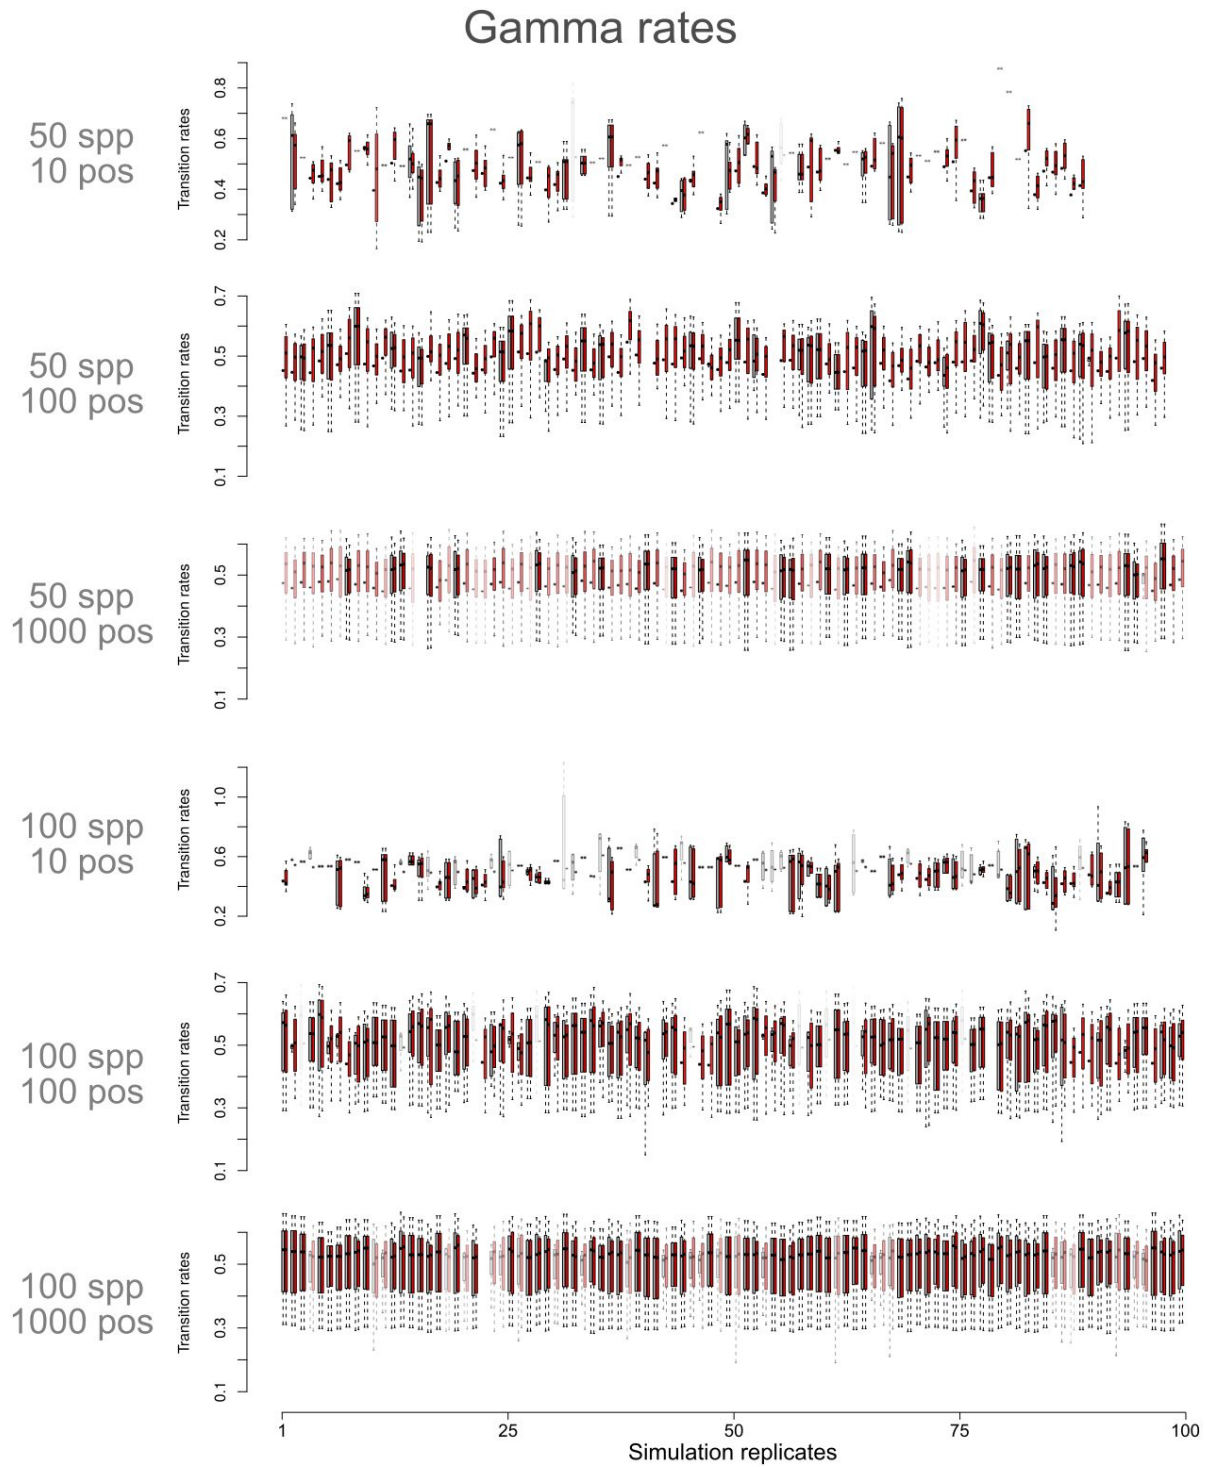 Gamma rates
50 spp
10 pos
Transition rates
0.8
0.6
0.4
0.2
50 spp
100 pos
Transition rates
0.7
0.5
0.3
0.1
50 spp
1000 pos
Transition rates
0.5
0.3
0.1
100 spp
10 pos
Transition rates
1.0
0.6
0.2
100 spp
100 pos
Transition rates
0.7
0.5
0.3
0.1
100 spp
1000 pos
Transition rates
0.5
0.3
0.1
1 25 50 75 100
Simulation replicates